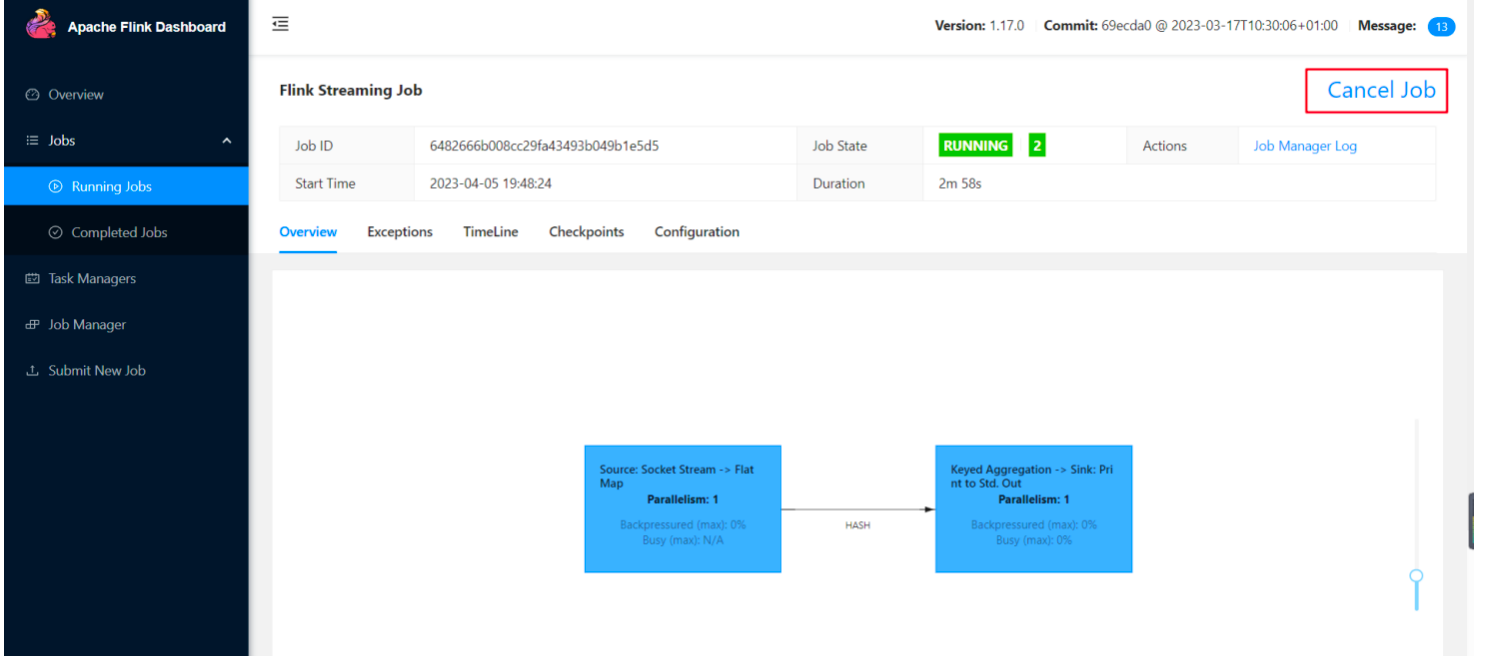 Apache Flink Dashboard
Version: 1.17.0 Commit: 69ecda0 @ 2023-03-17T10:30:06+01:00 Message: 13
Overview
Jobs
Running Jobs
Completed Jobs
Task Managers
Job Manager
Submit New Job
Flink Streaming Job
Cancel Job
Job ID 6482666b008cc29fa43493b049b1e5d5 Job State RUNNING 2 Actions Job Manager Log
Start Time 2023-04-05 19:48:24 Duration 2m 58s
Overview Exceptions TimeLine Checkpoints Configuration
Source: Socket Stream -> Flat
Map
Parallelism: 1
Backpressured (max): 0%
Busy (max): N/A
HASH
Keyed Aggregation -> Sink: Pri
nt to Std. Out
Parallelism: 1
Backpressured (max): 0%
Busy (max): 0%